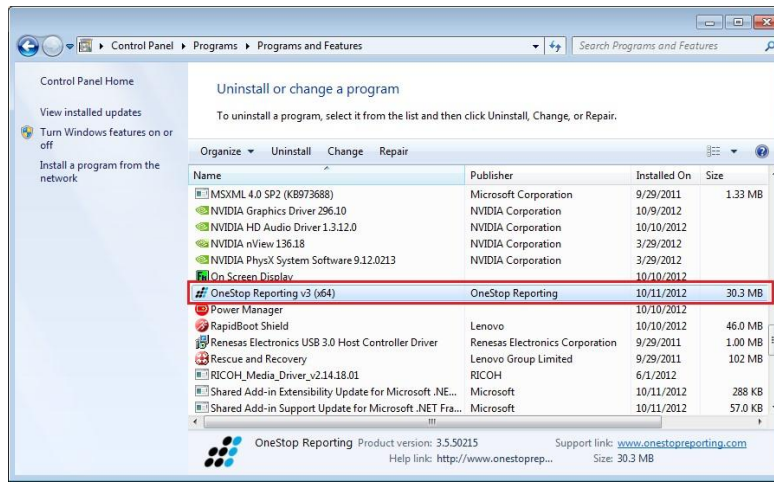 Control Panel ▸ Programs ▸ Programs and Features
Search Programs and Features
Control Panel Home
View installed updates
Turn Windows features on or
off
Install a program from the
network
Uninstall or change a program
To uninstall a program, select it from the list and then click Uninstall, Change, or Repair.
Organize Uninstall Change Repair
Name Publisher Installed On Size
MSXML 4.0 SP2 (KB973688) Microsoft Corporation 9/29/2011 1.33 MB
NVIDIA Graphics Driver 296.10 NVIDIA Corporation 10/9/2012
NVIDIA HD Audio Driver 1.3.12.0 NVIDIA Corporation 10/10/2012
NVIDIA nView 136.18 NVIDIA Corporation 3/29/2012
NVIDIA PhysX System Software 9.12.0213 NVIDIA Corporation 3/29/2012
On Screen Display 10/10/2012
OneStop Reporting v3 (x64) OneStop Reporting 10/11/2012 30.3 MB
Power Manager 10/10/2012
RapidBoot Shield Lenovo 10/10/2012 46.0 MB
Renesas Electronics USB 3.0 Host Controller Driver Renesas Electronics Corporation 9/29/2011 1.00 MB
Rescue and Recovery Lenovo Group Limited 9/29/2011 102 MB
RICOH_Media_Driver_v2.14.18.01 RICOH 6/1/2012
Shared Add-in Extensibility Update for Microsoft .NE... Microsoft 10/11/2012 288 KB
Shared Add-in Support Update for Microsoft .NET Fra... Microsoft 10/11/2012 57.0 KB
OneStop Reporting Product version: 3.5.50215 Support link: www.onestopreporting.com
Help link: http://www.onestoprep... Size: 30.3 MB